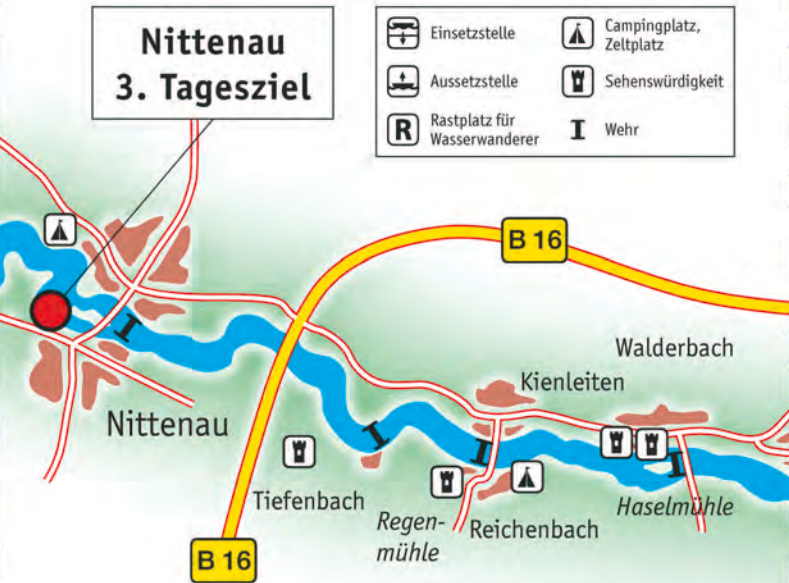 Nittenau
3. Tagesziel
Einsetzstelle
Aussetzstelle
R
Rastplatz für
Wasserwanderer
Campingplatz,
Zeltplatz
Sehenswürdigkeit
Wehr
B 16
Walderbach
Kienleiten
Nittenau
Tiefenbach
Regen-
mühle
Reichenbach
Haselmühle
B 16